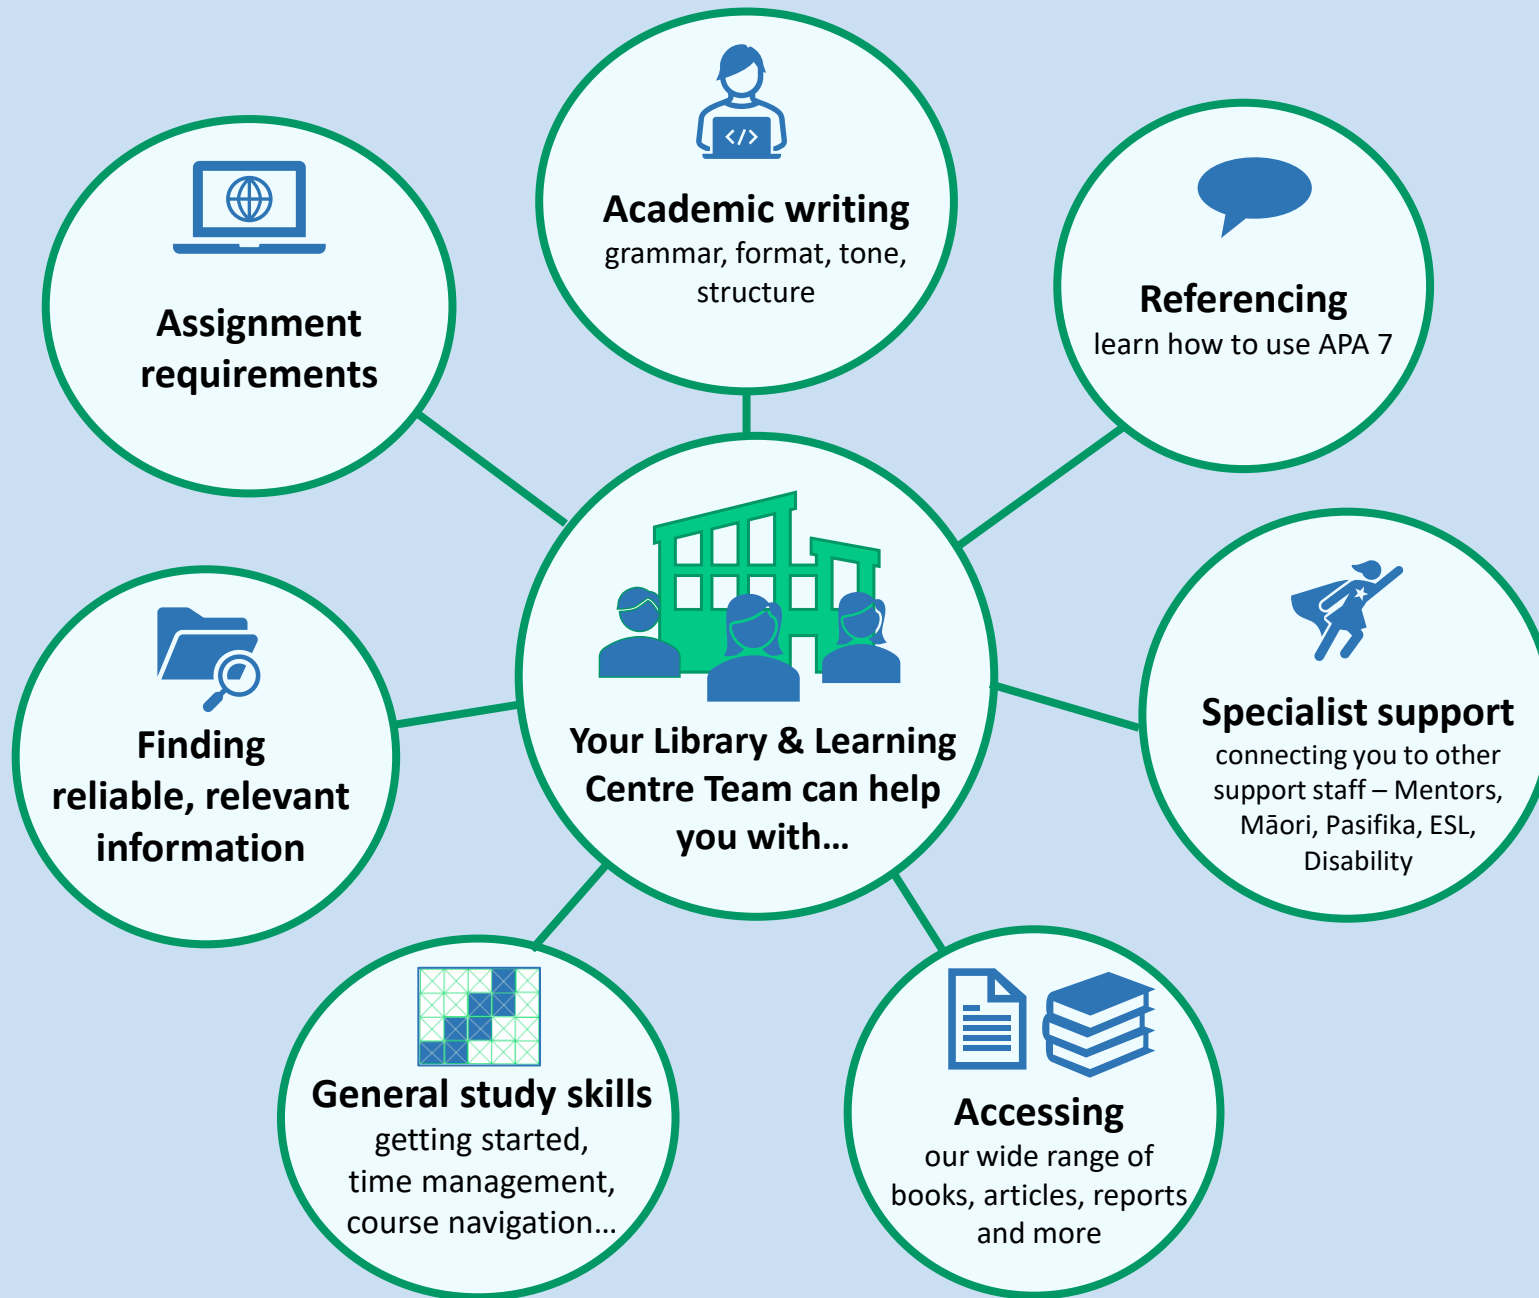 Academic writing
grammar, format, tone,
structure
Assignment
requirements
Referencing
learn how to use APA 7
Your Library & Learning
Centre Team can help
you with…
Specialist support
connecting you to other
support staff – Mentors,
Māori, Pasifika, ESL,
Disability
Finding
reliable, relevant
information
General study skills
getting started,
time management,
course navigation…
Accessing
our wide range of
books, articles, reports
and more